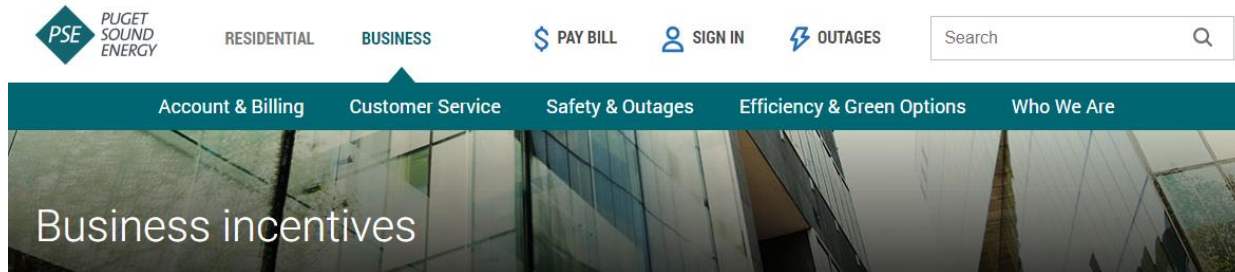 PSE
PUGET
SOUND
ENERGY
RESIDENTIAL
BUSINESS
$ PAY BILL
SIGN IN
OUTAGES
Search
Account & Billing
Customer Service
Safety & Outages
Efficiency & Green Options
Who We Are
Business incentives